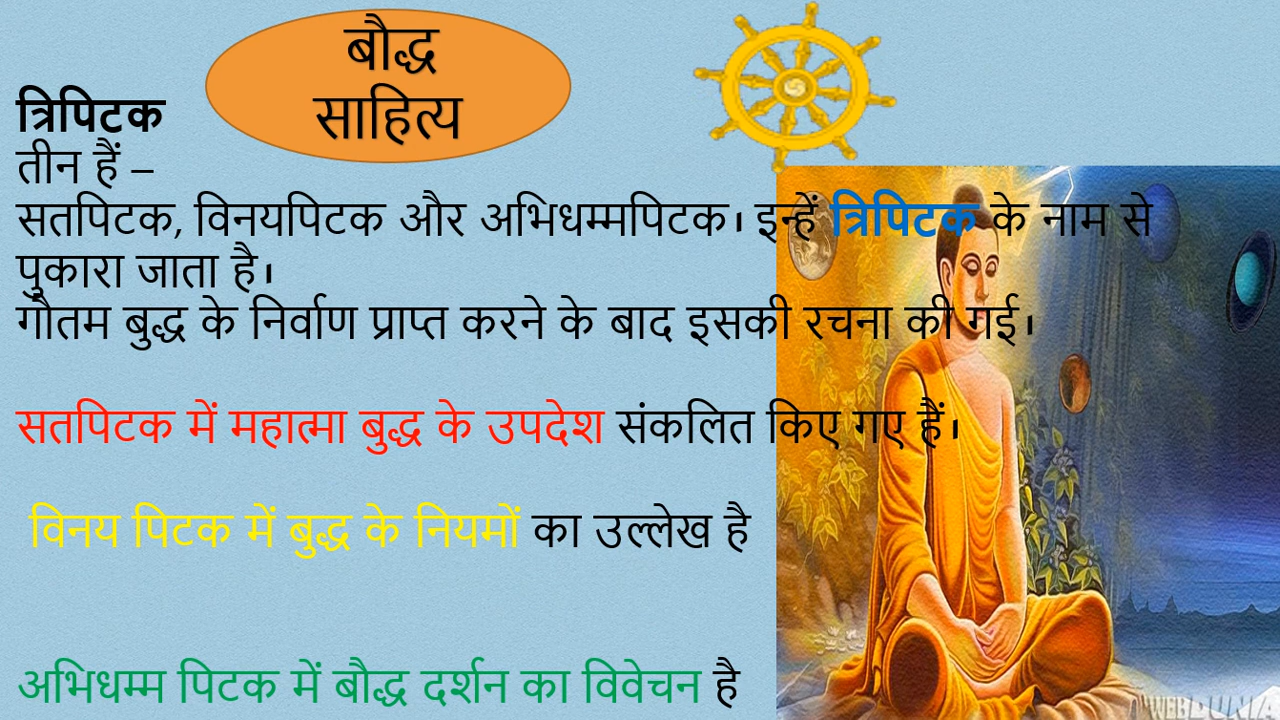 बौद्ध
साहित्य
त्रिपिटक
तीन हैं –
सतपिटक, विनयपिटक और अभिधम्मपिटक। इन्हें त्रिपिटक के नाम से
पुकारा जाता है।
गौतम बुद्ध के निर्वाण प्राप्त करने के बाद इसकी रचना की गई।
सतपिटक में महात्मा बुद्ध के उपदेश संकलित किए गए हैं।
विनय पिटक में बुद्ध के नियमों का उल्लेख है
अभिधम्म पिटक में बौद्ध दर्शन का विवेचन है
WEBDUNIA